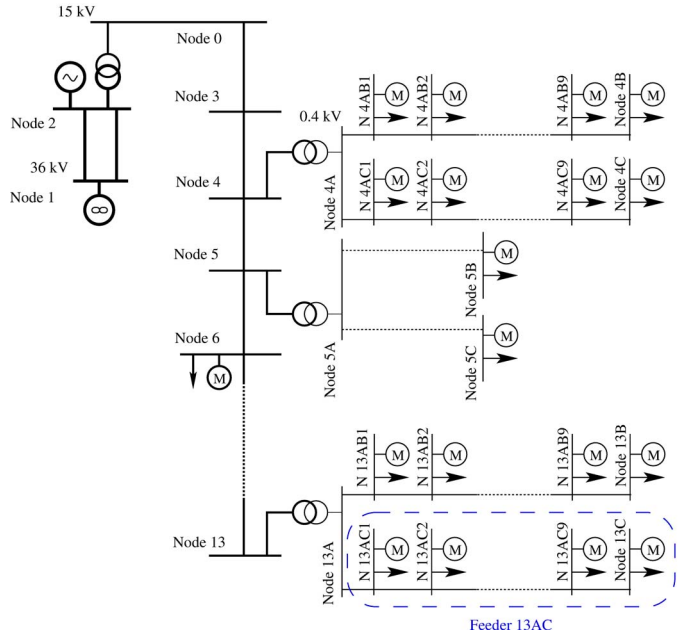 15 kV
Node 0
Node 3
Node 2
36 kV
Node 1
0.4 kV
Node 4
Node 4A
N 4AB1
M
N 4AB2
M
N 4AB9
M
Node 4B
M
N 4AC1
M
N 4AC2
M
N 4AC9
M
Node 4C
M
Node 5
Node 5A
Node 5B
M
Node 5C
M
Node 6
M
Node 13
Node 13A
N 13AB1
M
N 13AB2
M
N 13AB9
M
Node 13B
M
N 13AC1
M
N 13AC2
M
N 13AC9
M
Node 13C
M
Feeder 13AC